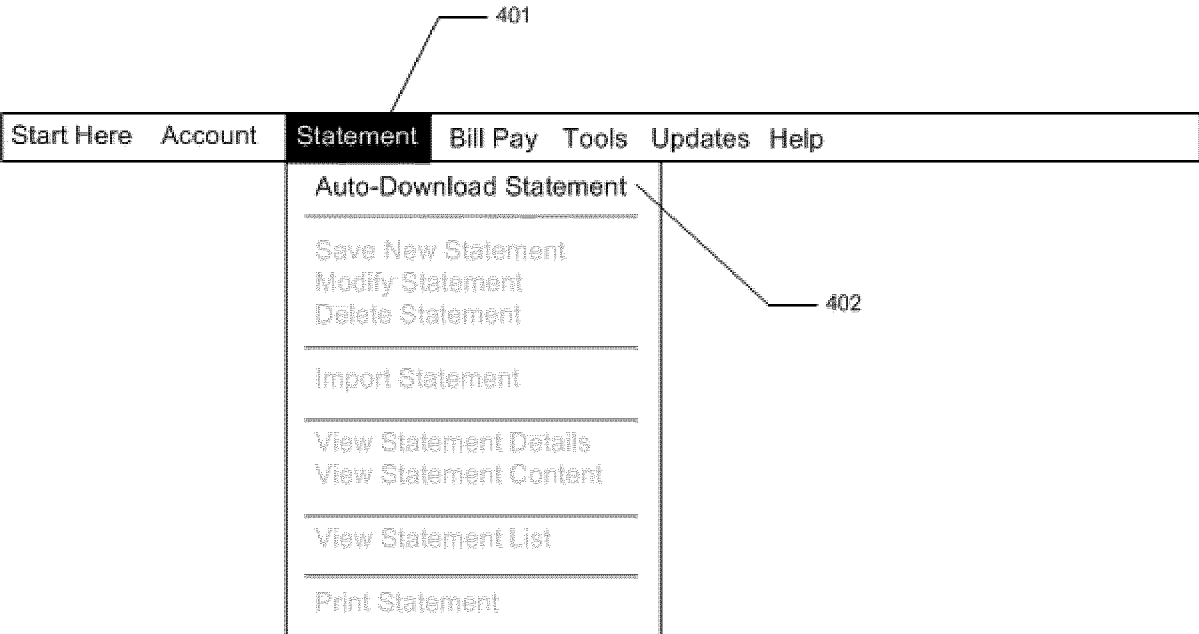 401
Start Here Account Statement Bill Pay Tools Updates Help
Auto-Download Statement
Save New Statement
Modify Statement
Delete Statement
402
Import Statement
View Statement Details
View Statement Content
View Statement List
Print Statement